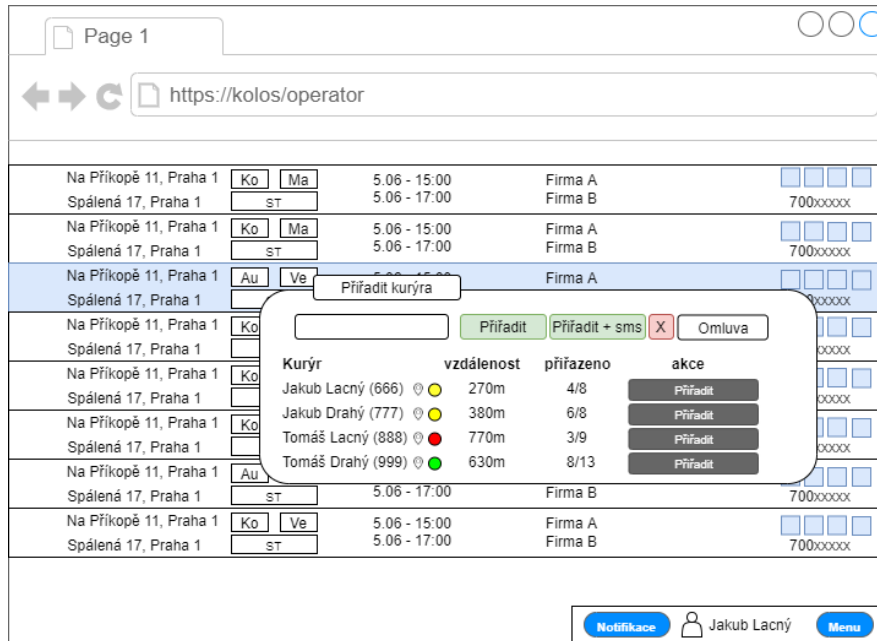 Page 1
https://kolos/operator
Na Příkopě 11, Praha 1 Ko Ma 5.06 - 15:00 Firma A
Spálená 17, Praha 1 ST 5.06 - 17:00 Firma B 700xxxxx
Na Příkopě 11, Praha 1 Ko Ma 5.06 - 15:00 Firma A
Spálená 17, Praha 1 ST 5.06 - 17:00 Firma B 700xxxxx
Na Příkopě 11, Praha 1 Au Ve Firma A
Spálená 17, Praha 1
Přiřadit kurýra
Přiřadit Přiřadit + sms X Omluva
Kurýr vzdálenost přiřazeno akce
Jakub Lacný (666) 270m 4/8 Přiřadit
Jakub Drahý (777) 380m 6/8 Přiřadit
Tomáš Lacný (888) 770m 3/9 Přiřadit
Tomáš Drahý (999) 630m 8/13 Přiřadit
Na Příkopě 11, Praha 1 Ko
Spálená 17, Praha 1
Na Příkopě 11, Praha 1 Ko
Spálená 17, Praha 1
Na Příkopě 11, Praha 1 Ko
Spálená 17, Praha 1
Na Příkopě 11, Praha 1 Au
Spálená 17, Praha 1 ST 5.06 - 17:00 Firma B 700xxxxx
Na Příkopě 11, Praha 1 Ko Ve 5.06 - 15:00 Firma A
Spálená 17, Praha 1 ST 5.06 - 17:00 Firma B 700xxxxx
Notifikace Jakub Lacný Menu